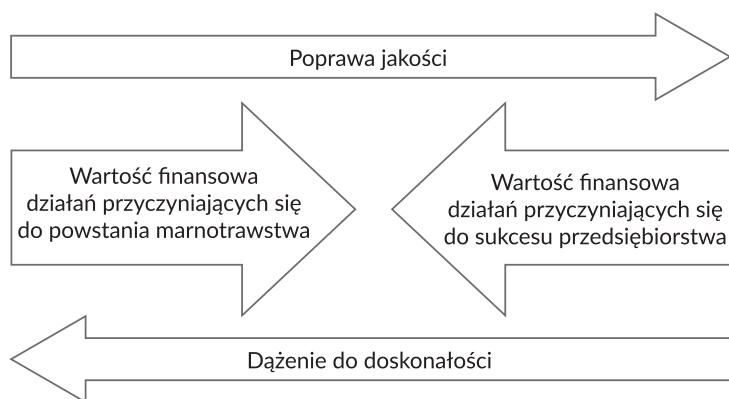 Poprawa jakości
Wartość finansowa
działań przyczyniających się
do powstania marnotrawstwa
Wartość finansowa
działań przyczyniających się
do sukcesu przedsiębiorstwa
Dążenie do doskonałości